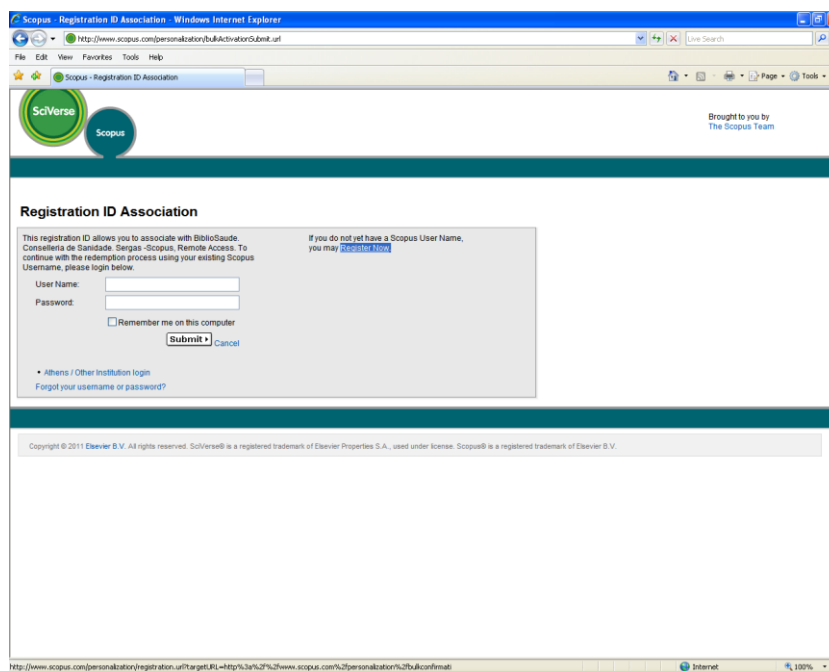 Scopus - Registration ID Association - Windows Internet Explorer
http://www.scopus.com/personalization/bulkActivationSubmit.url
Live Search
File Edit View Favorites Tools Help
Scopus - Registration ID Association
Page
Tools
SciVerse
Scopus
Brought to you by
The Scopus Team
Registration ID Association
This registration ID allows you to associate with BiblioSaude.
Conselleria de Sanidade. Sergas -Scopus, Remote Access. To
continue with the redemption process using your existing Scopus
Username, please login below.
If you do not yet have a Scopus User Name,
you may Register Now.
User Name:
Password:
Remember me on this computer
Submit
Cancel
• Athens / Other Institution login
Forgot your username or password?
Copyright © 2011 Elsevier B.V. All rights reserved. SciVerse® is a registered trademark of Elsevier Properties S.A., used under license. Scopus® is a registered trademark of Elsevier B.V.
http://www.scopus.com/personalization/registration.url?targetURL=http%3a%2f%2fwww.scopus.com%2fpersonalization%2fbulkconfirmati
Internet
100%